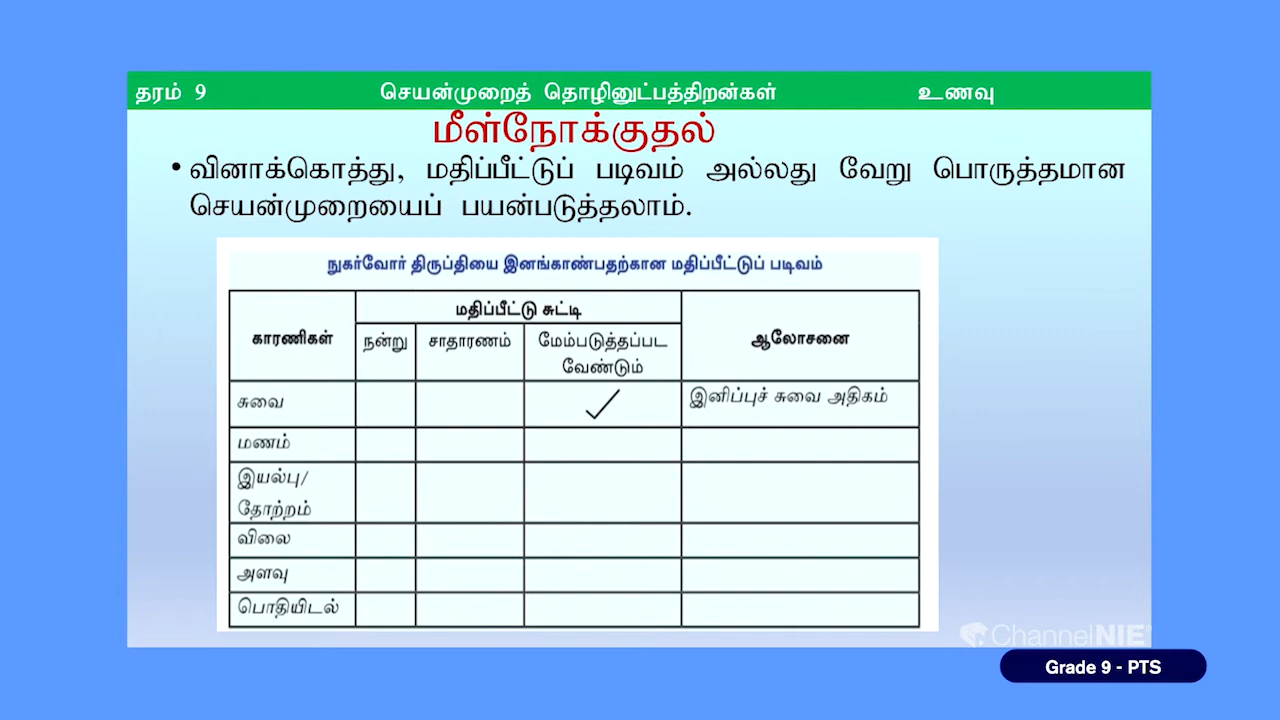 தரம் 9 செயன்முறைத் தொழினுட்பத்திறன்கள் உணவு
மீள்நோக்குதல்
• வினாக்கொத்து, மதிப்பீட்டுப் படிவம் அல்லது வேறு பொருத்தமான
செயன்முறையைப் பயன்படுத்தலாம்.
நுகர்வோர் திருப்தியை இனங்காண்பதற்கான மதிப்பீட்டுப் படிவம்
காரணிகள் மதிப்பீட்டு சுட்டி ஆலோசனை
நன்று சாதாரணம் மேம்படுத்தப்பட
வேண்டும்
சுவை ✓ இனிப்புச் சுவை அதிகம்
மணம்
இயல்பு/
தோற்றம்
விலை
அளவு
பொதியிடல்
ChannelNIE
Grade 9 - PTS